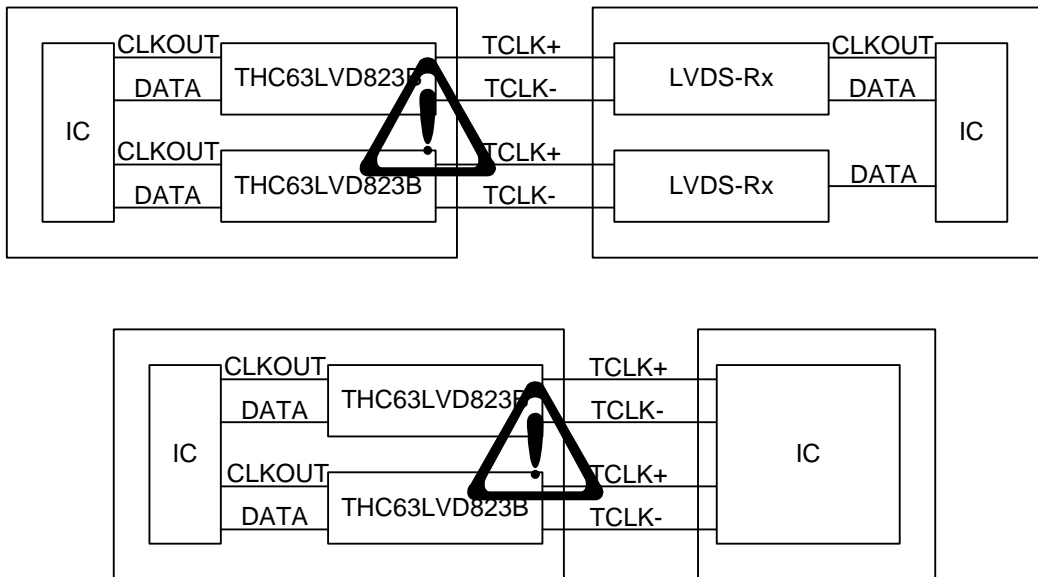 CLKOUT
TCLK+
CLKOUT
THC63LVD823B
LVDS-Rx
DATA
TCLK-
DATA
IC
IC
CLKOUT
TCLK+
THC63LVD823B
LVDS-Rx
DATA
DATA
TCLK-
CLKOUT
TCLK+
THC63LVD823B
DATA
TCLK-
IC
IC
CLKOUT
TCLK+
THC63LVD823B
DATA
TCLK-